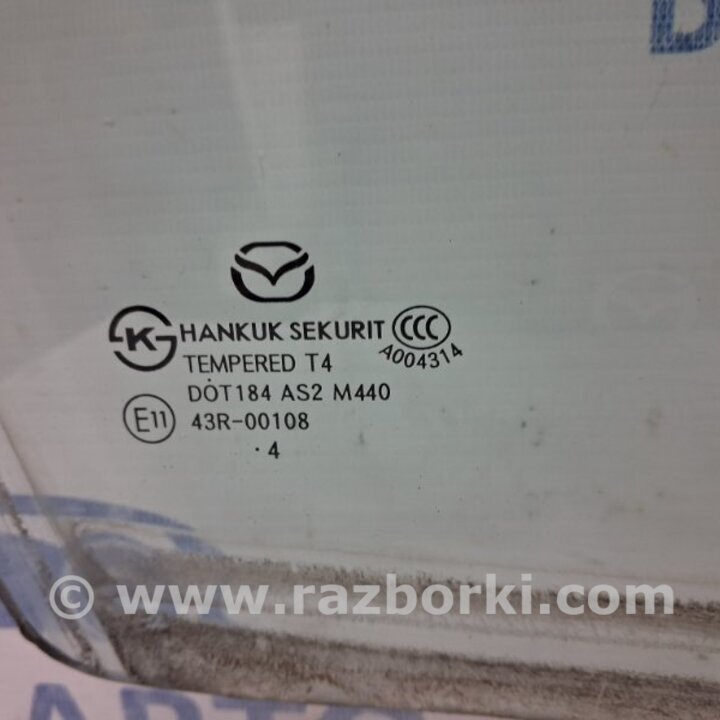 HANKUK SEKURIT CCC
A004314
TEMPERED T4
DOT184 AS2 M440
E11 43R-00108
.4
© www.razborki.com